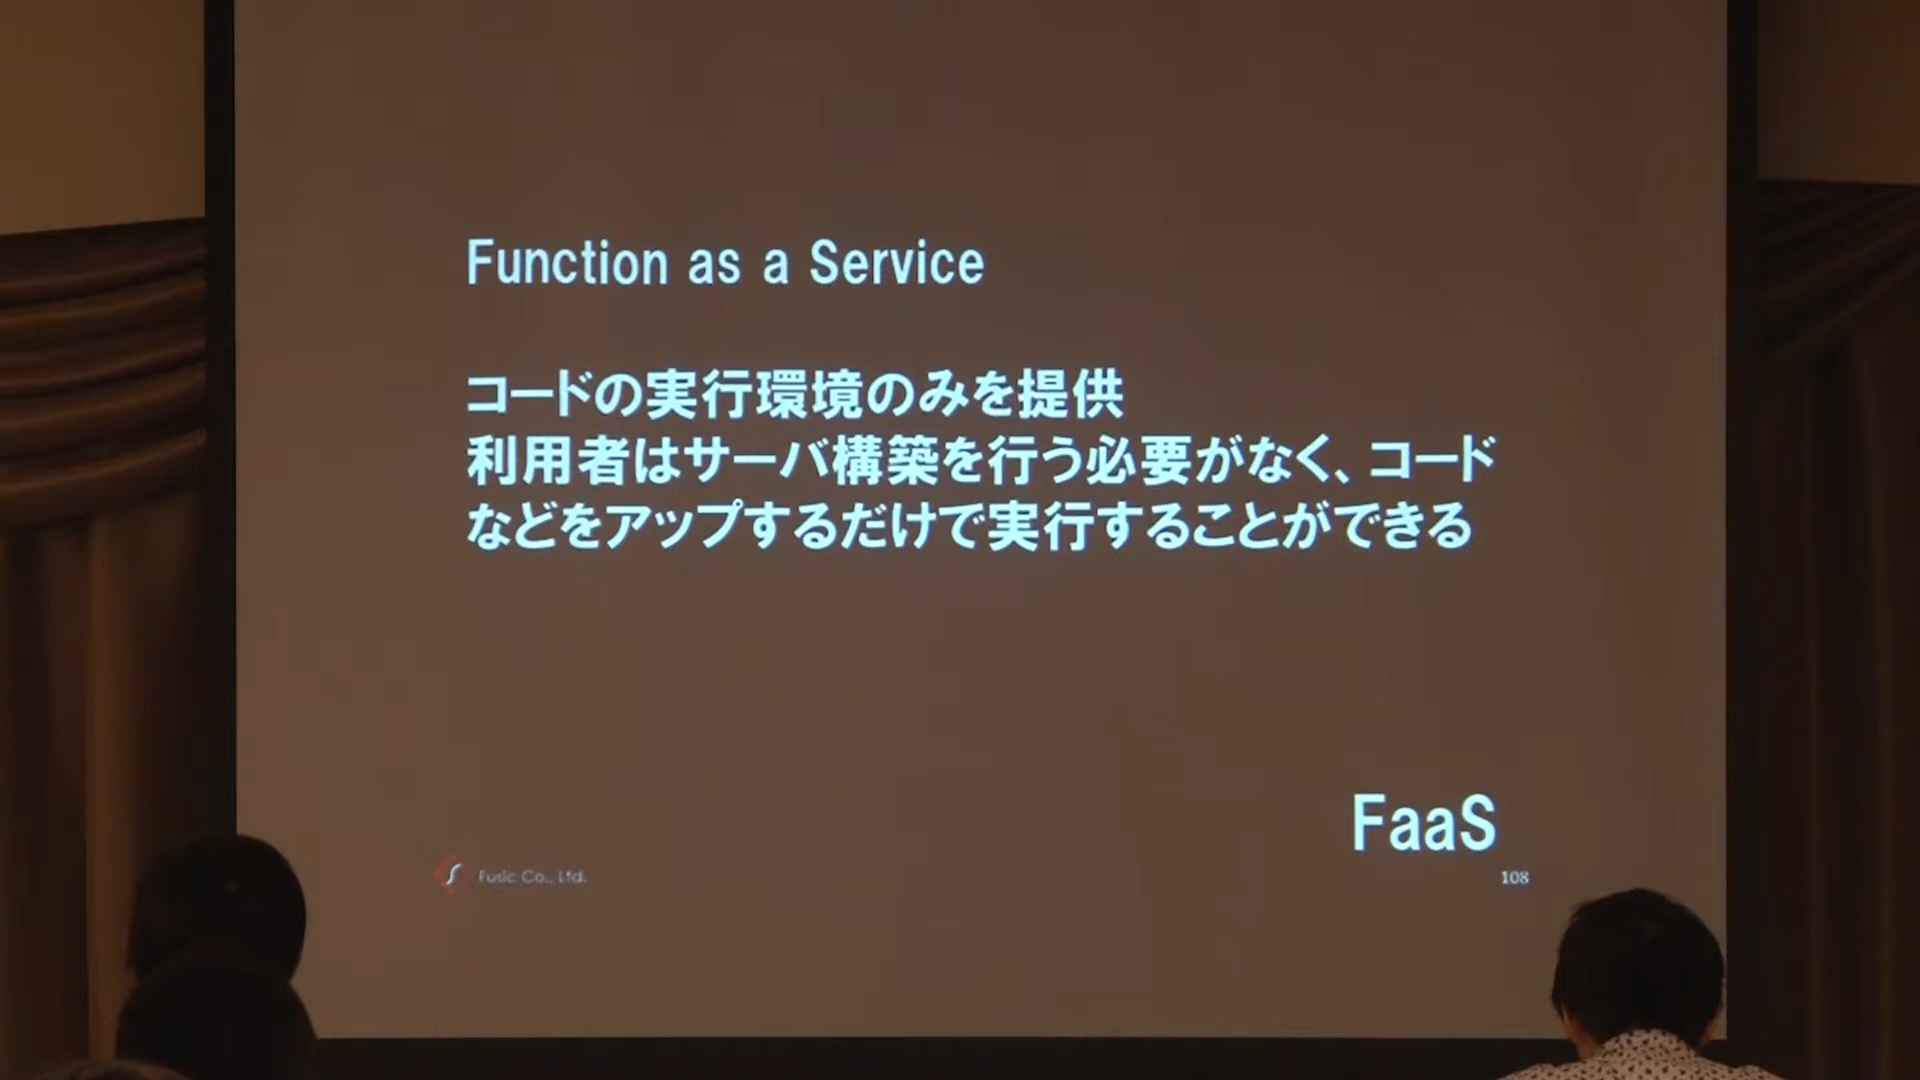 Function as a Service
コードの実行環境のみを提供
利用者はサーバ構築を行う必要がなく、コード
などをアップするだけで実行することができる
FaaS
Fusic Co., Ltd.
108